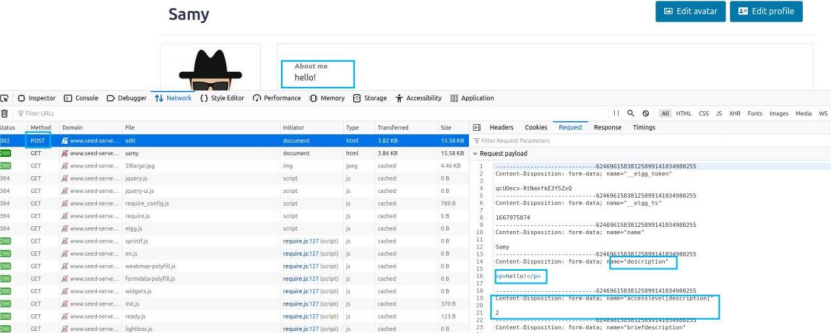 Samy
Edit avatar
Edit profile
About me
hello!
Inspector Console Debugger Network Style Editor Performance Memory Storage Accessibility Application
Filter URLs
All HTML CSS JS XHR Fonts Images Media WS
Status Method Domain File Initiator Type Transferred Size
Headers Cookies Request Response Timings
302 POST www.seed-serve... edit document html 3.82 KB 15.58 KB
200 GET www.seed-serve... samy document html 3.86 KB 15.58 KB
200 GET www.seed-serve... 59large.jpg img jpeg cached 4.46 KB
304 GET www.seed-serve... jquery.js script js cached 0 B
304 GET www.seed-serve... jquery-ui.js script js cached 0 B
304 GET www.seed-serve... require_config.js script js cached 789 B
304 GET www.seed-serve... require.js script js cached 0 B
304 GET www.seed-serve... elgg.js script js cached 0 B
200 GET www.seed-serve... sprintf.js require.js:127 (script) js cached 0 B
200 GET www.seed-serve... en.js require.js:127 (script) js cached 0 B
200 GET www.seed-serve... weakmap-polyfill.js require.js:127 (script) js cached 0 B
200 GET www.seed-serve... formdata-polyfill.js require.js:127 (script) js cached 0 B
200 GET www.seed-serve... widgets.js require.js:127 (script) js cached 0 B
200 GET www.seed-serve... init.js require.js:127 (script) js cached 370 B
200 GET www.seed-serve... ready.js require.js:127 (script) js cached 123 B
200 GET www.seed-serve... lightbox.js require.js:127 (script) js cached 0 B
Filter Request Parameters
Request payload
1
2 Content-Disposition: form-data; name="__elgg_token"
3
4
5
6 Content-Disposition: form-data; name="__elgg_ts"
7
8 1667975874
9
10 Content-Disposition: form-data; name="name"
11
12 Samy
13
14 Content-Disposition: form-data; name="description"
15
16 <p>hello!</p>
17
18
19 Content-Disposition: form-data; name="accesslevel[description]"
20
21 2
22
23 Content-Disposition: form-data; name="briefdescription"